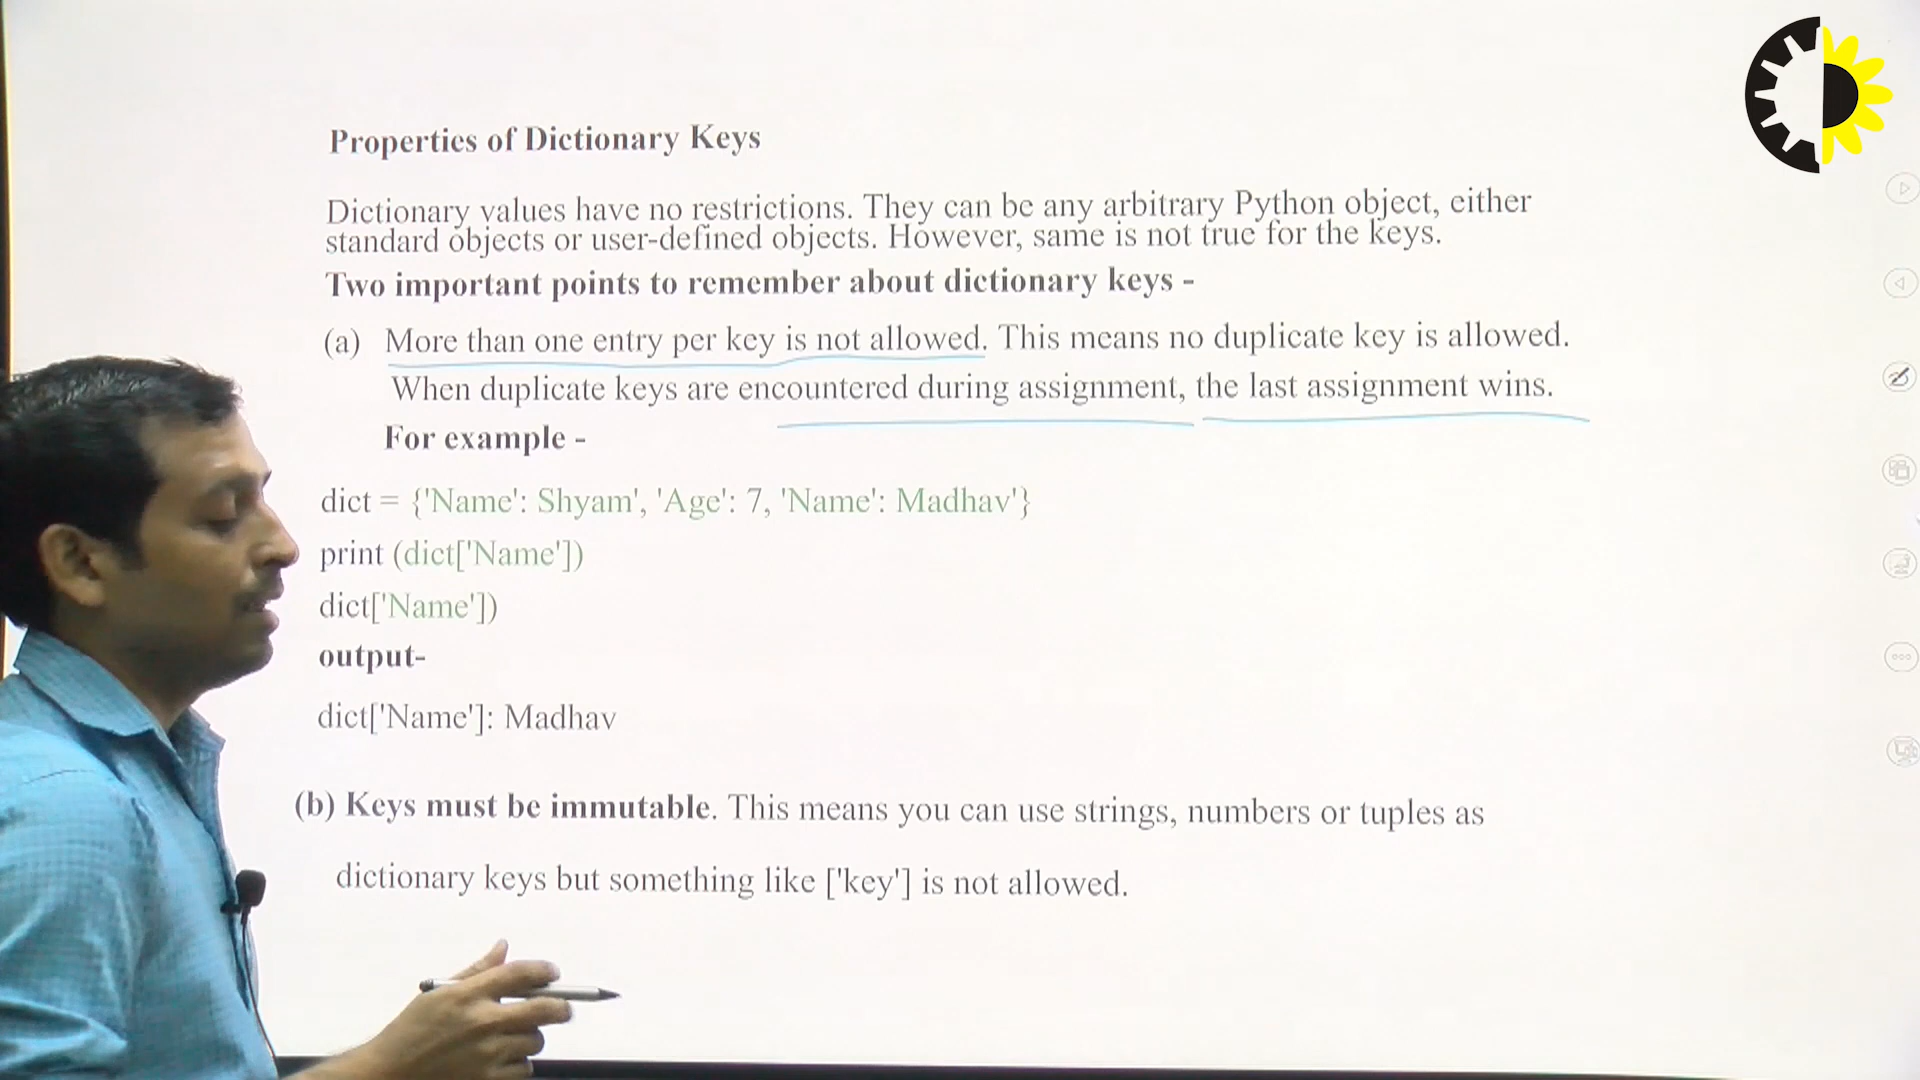 Properties of Dictionary Keys
Dictionary values have no restrictions. They can be any arbitrary Python object, either
standard objects or user-defined objects. However, same is not true for the keys.
Two important points to remember about dictionary keys -
(a) More than one entry per key is not allowed. This means no duplicate key is allowed.
When duplicate keys are encountered during assignment, the last assignment wins.
For example -
dict = {'Name': Shyam', 'Age': 7, 'Name': Madhav'}
print (dict['Name'])
dict['Name'])
output-
dict['Name']: Madhav
(b) Keys must be immutable. This means you can use strings, numbers or tuples as
dictionary keys but something like ['key'] is not allowed.